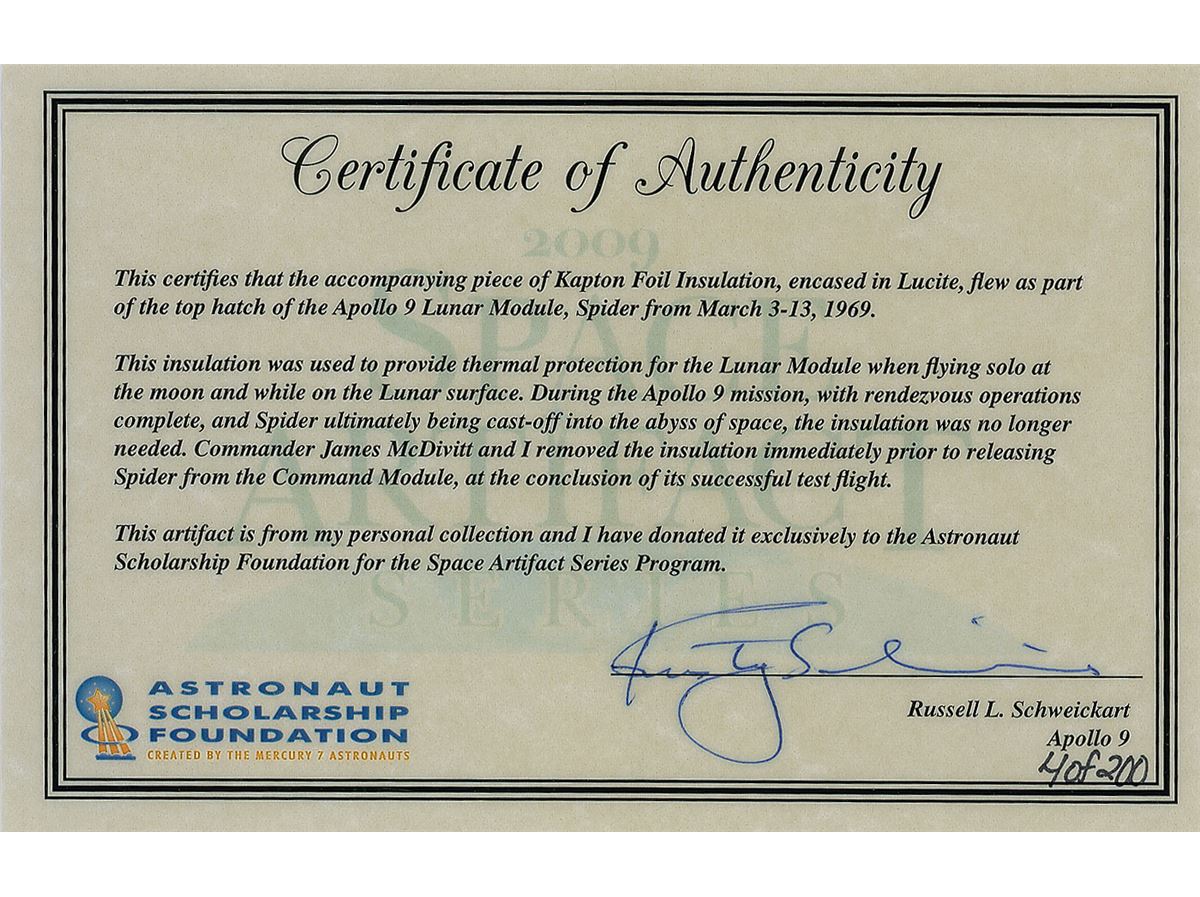 Certificate of Authenticity
2009
SPACE
ARTIFACT
SERIES
This certifies that the accompanying piece of Kapton Foil Insulation, encased in Lucite, flew as part
of the top hatch of the Apollo 9 Lunar Module, Spider from March 3-13, 1969.
This insulation was used to provide thermal protection for the Lunar Module when flying solo at
the moon and while on the Lunar surface. During the Apollo 9 mission, with rendezvous operations
complete, and Spider ultimately being cast-off into the abyss of space, the insulation was no longer
needed. Commander James McDivitt and I removed the insulation immediately prior to releasing
Spider from the Command Module, at the conclusion of its successful test flight.
This artifact is from my personal collection and I have donated it exclusively to the Astronaut
Scholarship Foundation for the Space Artifact Series Program.
ASTRONAUT
SCHOLARSHIP
FOUNDATION
CREATED BY THE MERCURY 7 ASTRONAUTS
Russell L. Schweickart
Apollo 9
4 of 200